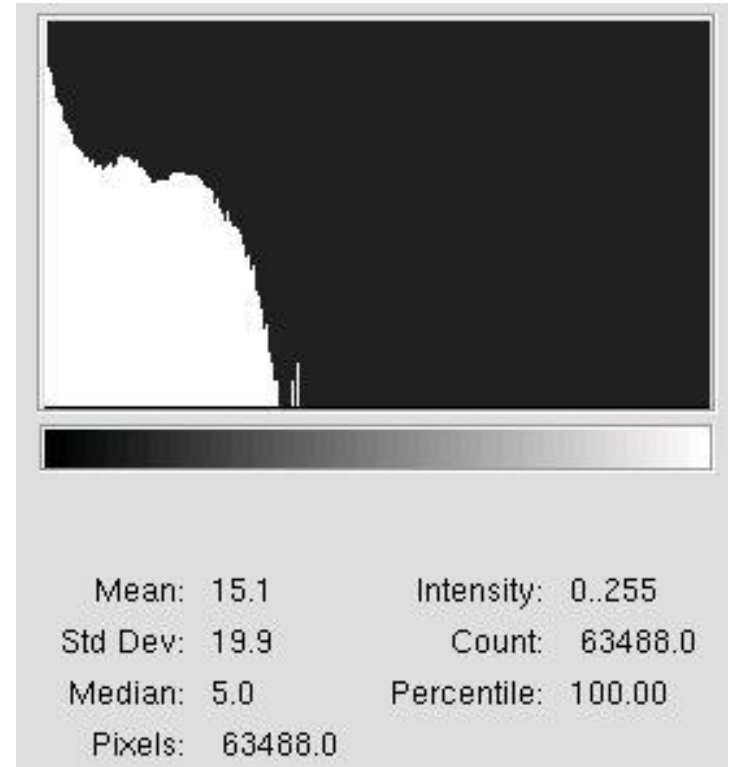 Mean: 15.1 Intensity: 0..255
Std Dev: 19.9 Count: 63488.0
Median: 5.0 Percentile: 100.00
Pixels: 63488.0